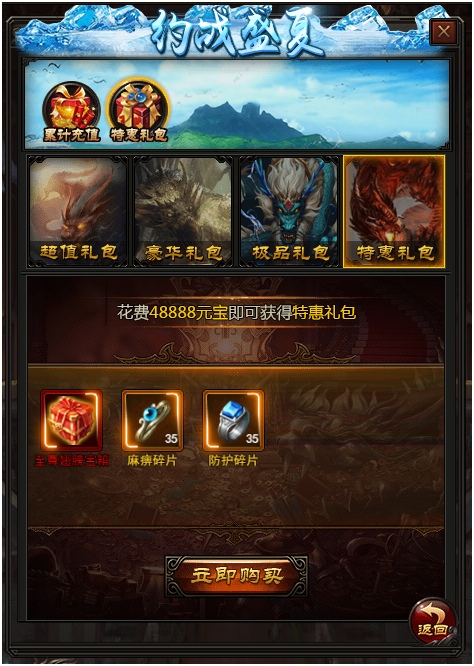 约战盛夏
累计充值
特惠礼包
超值礼包
豪华礼包
极品礼包
特惠礼包
花费48888元宝即可获得特惠礼包
35
35
麻痹碎片
防护碎片
立即购买
返回